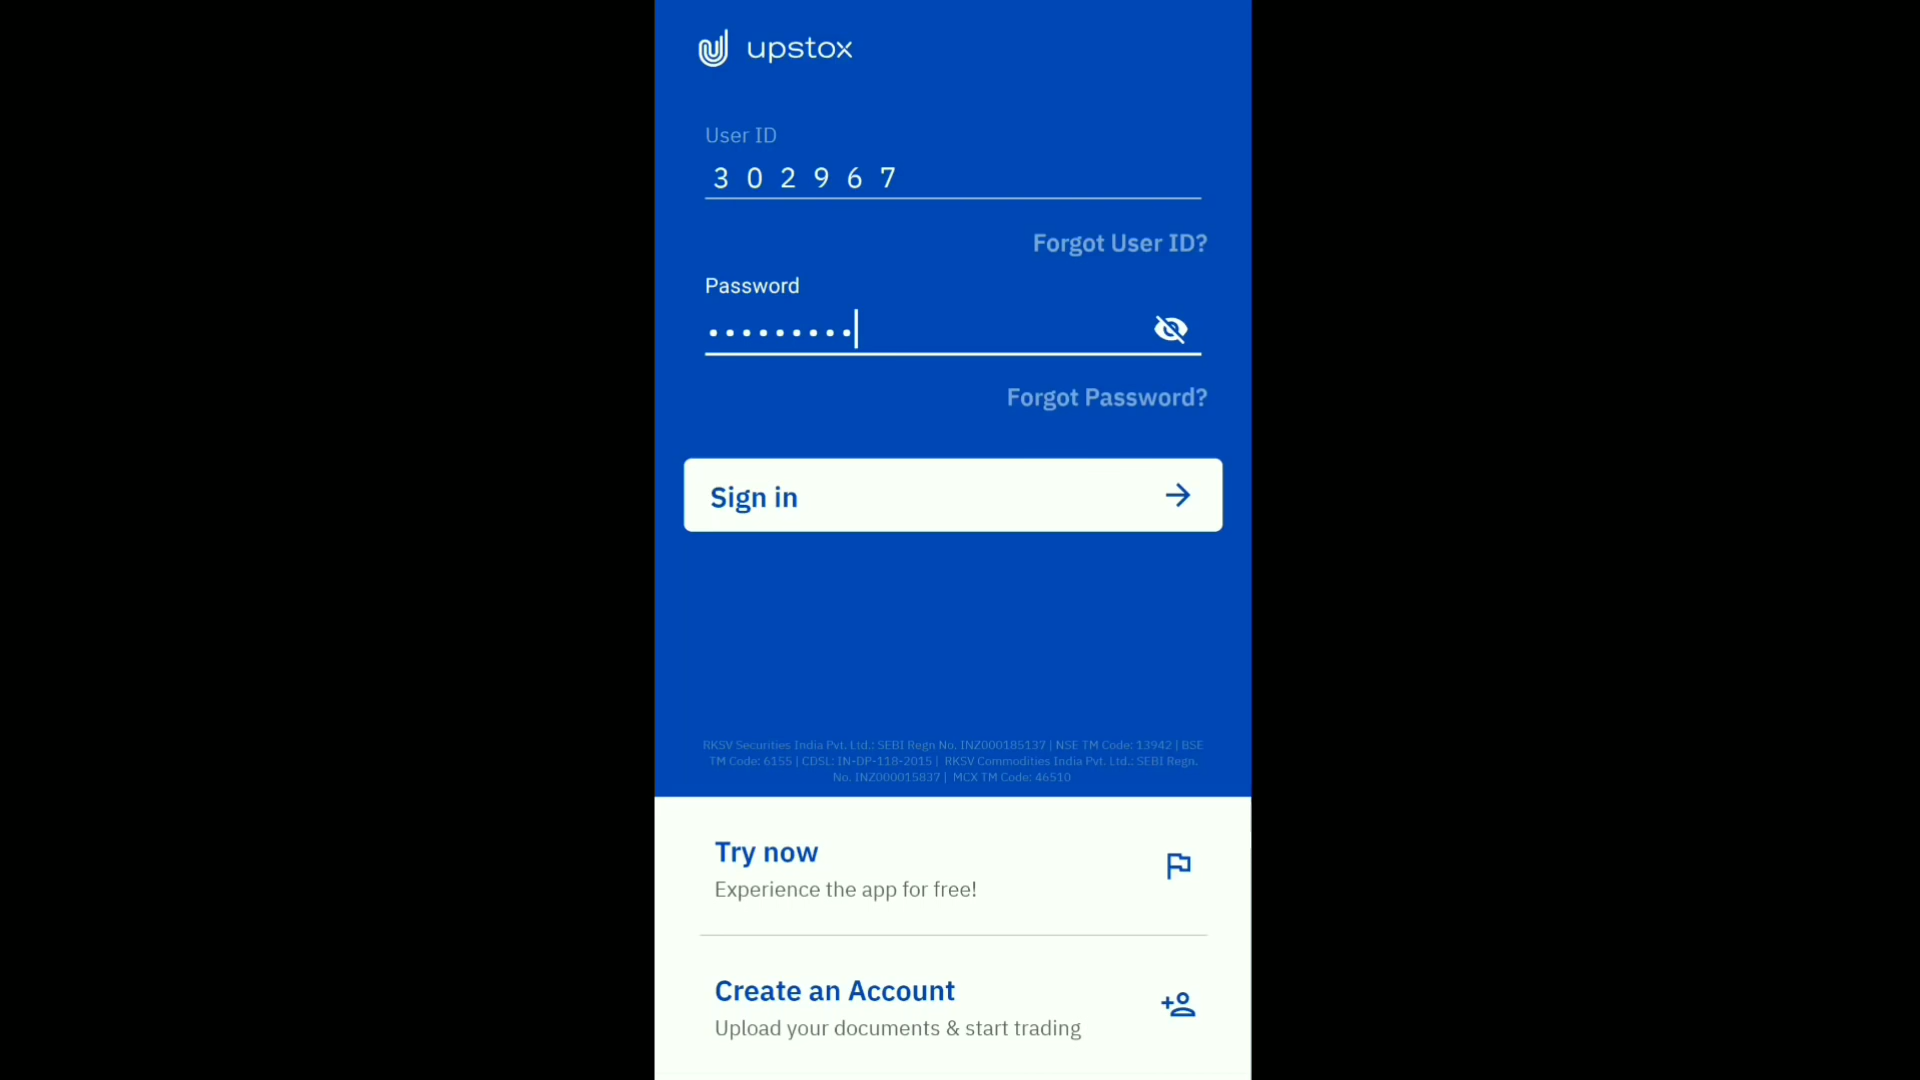 upstox
User ID
3 0 2 9 6 7
Forgot User ID?
Password
•••••••••
Forgot Password?
Sign in
RKSV Securities India Pvt. Ltd.: SEBI Regn No. INZ000185137 | NSE TM Code: 13942 | BSE
TM Code: 6155 | CDSL: IN-DP-118-2015 | RKSV Commodities India Pvt. Ltd.: SEBI Regn.
No. INZ000015837 | MCX TM Code: 46510
Try now
Experience the app for free!
Create an Account
Upload your documents & start trading